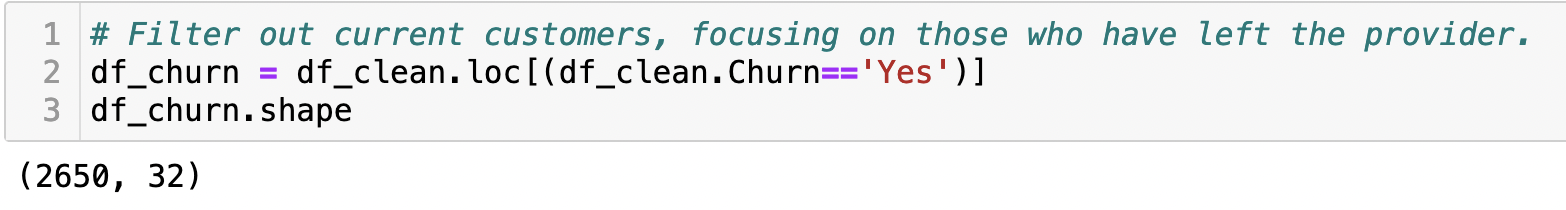 1 # Filter out current customers, focusing on those who have left the provider.
2 df_churn = df_clean.loc[(df_clean.Churn=='Yes')]
3 df_churn.shape
(2650, 32)